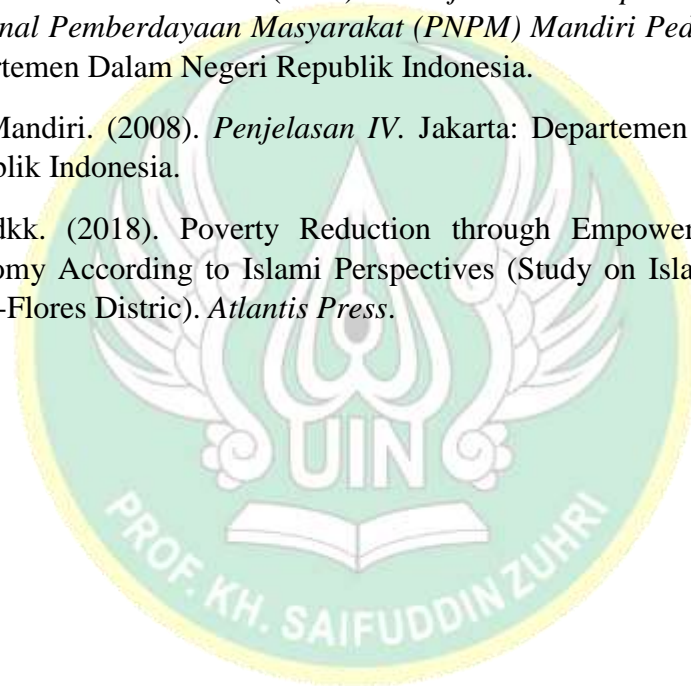 nal Pemberdayaan Masyarakat (PNPM) Mandiri Ped
rtemen Dalam Negeri Republik Indonesia.
Mandiri. (2008). Penjelasan IV. Jakarta: Departemen
olik Indonesia.
dkk. (2018). Poverty Reduction through Empower
omy According to Islami Perspectives (Study on Isla
-Flores Distric). Atlantis Press.
UIN
PROF. KH. SAIFUDDIN ZUHRI